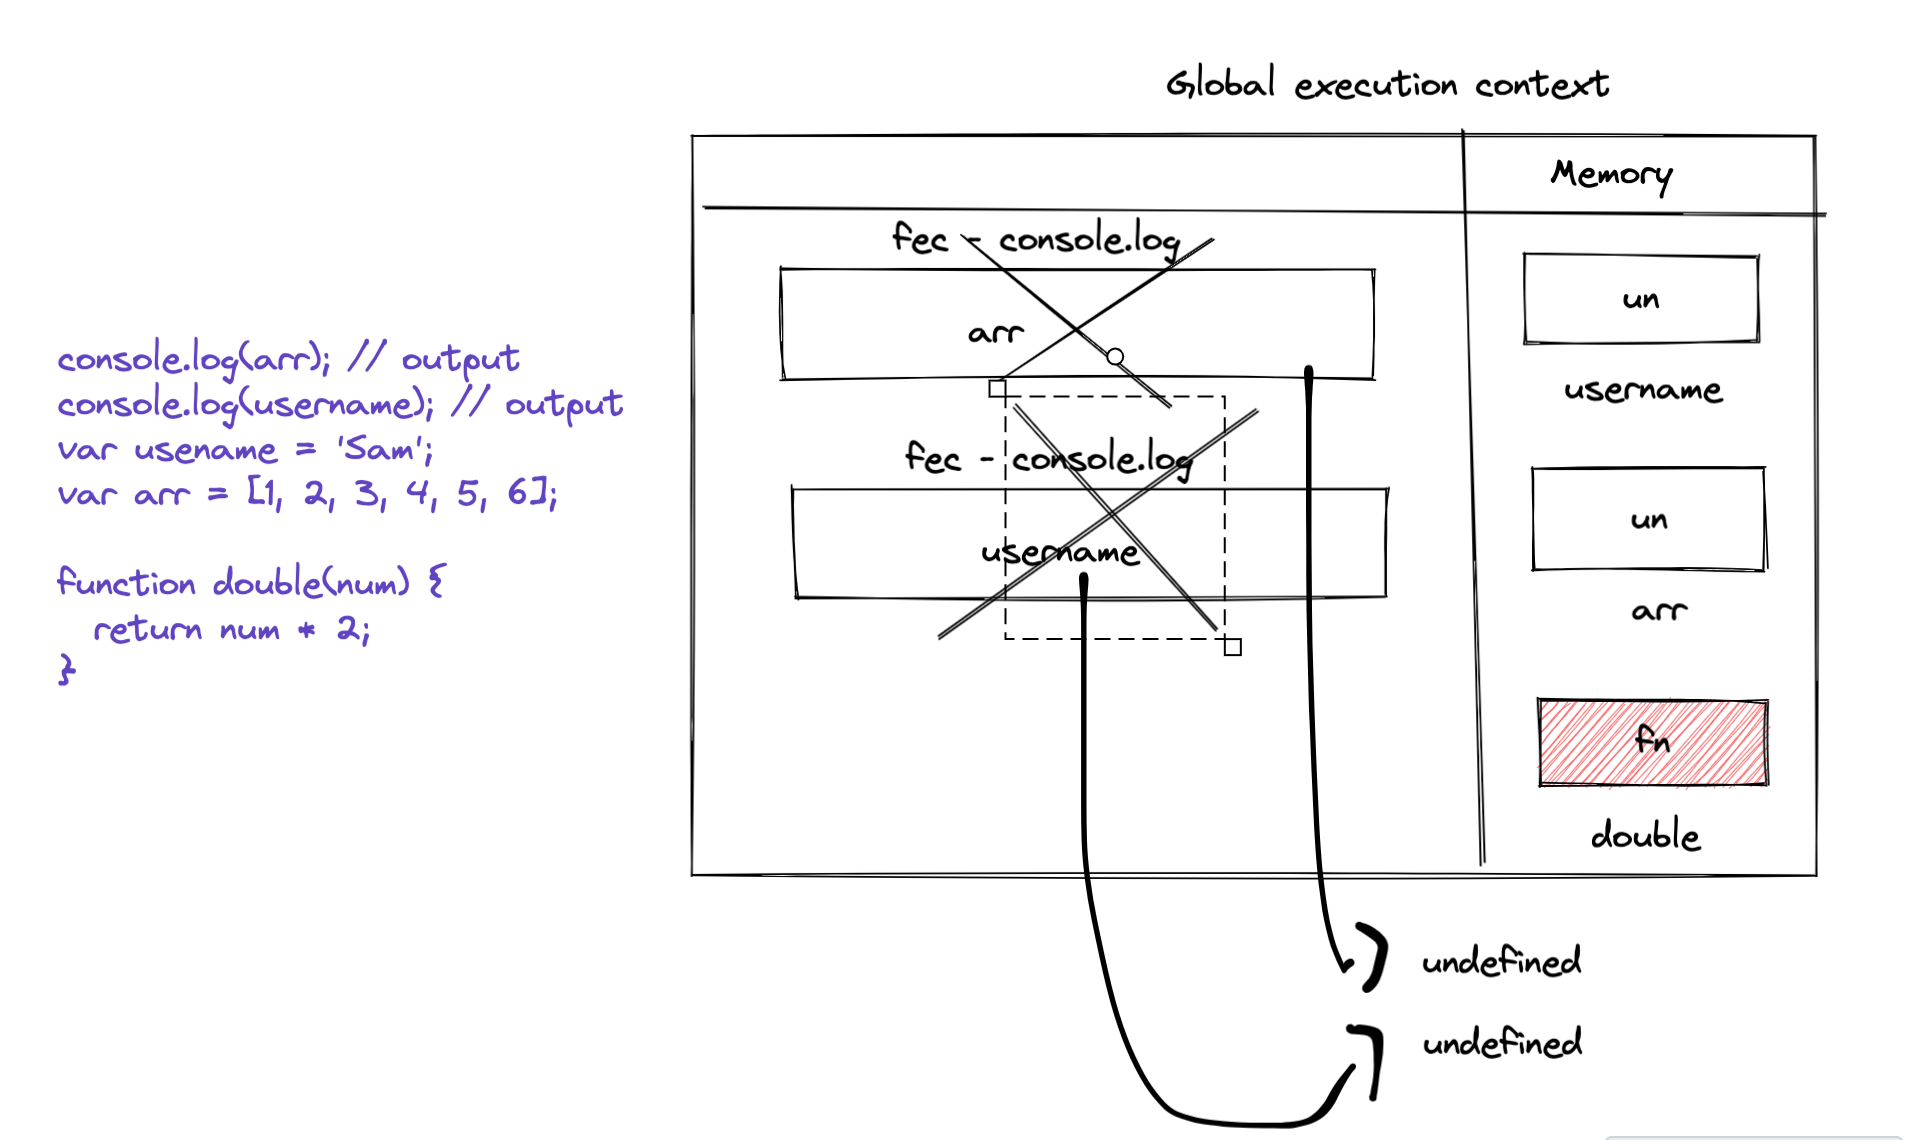 Global execution context
Memory
fec - console.log
arr
fec - console.log
username
un
username
un
arr
fn
double
console.log(arr); // output
console.log(username); // output
var usename = 'Sam';
var arr = [1, 2, 3, 4, 5, 6];
function double(num) {
return num * 2;
}
undefined
undefined